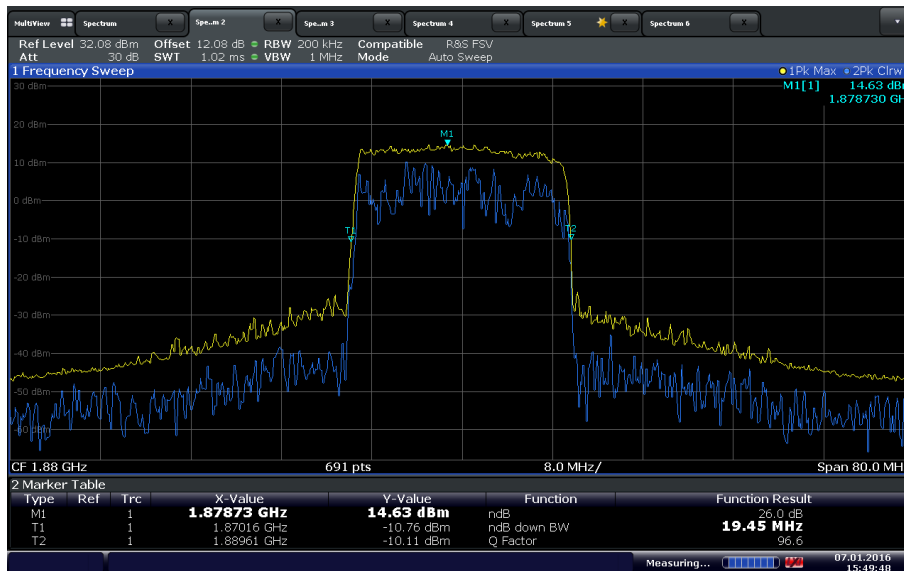 MultiView Spectrum X Spe...m 2 X Spe...m 3 X Spectrum 4 X Spectrum 5 X Spectrum 6 X
Ref Level 32.08 dBm Offset 12.08 dB RBW 200 kHz Compatible R&S FSV
Att 30 dB SWT 1.02 ms VBW 1 MHz Mode Auto Sweep
1 Frequency Sweep 1Pk Max 2Pk Clrw
30 dBm M1[1] 14.63 dBm
1.878730 GH
20 dBm
M1
10 dBm
0 dBm
T1 T2
-10 dBm
-20 dBm
-30 dBm
-40 dBm
-50 dBm
-60 dBm
CF 1.88 GHz 691 pts 8.0 MHz/ Span 80.0 MH
2 Marker Table
Type Ref Trc X-Value Y-Value Function Function Result
M1 1 1.87873 GHz 14.63 dBm ndB 26.0 dB
T1 1 1.87016 GHz -10.76 dBm ndB down BW 19.45 MHz
T2 1 1.88961 GHz -10.11 dBm Q Factor 96.6
Measuring... 07.01.2016
15:49:48